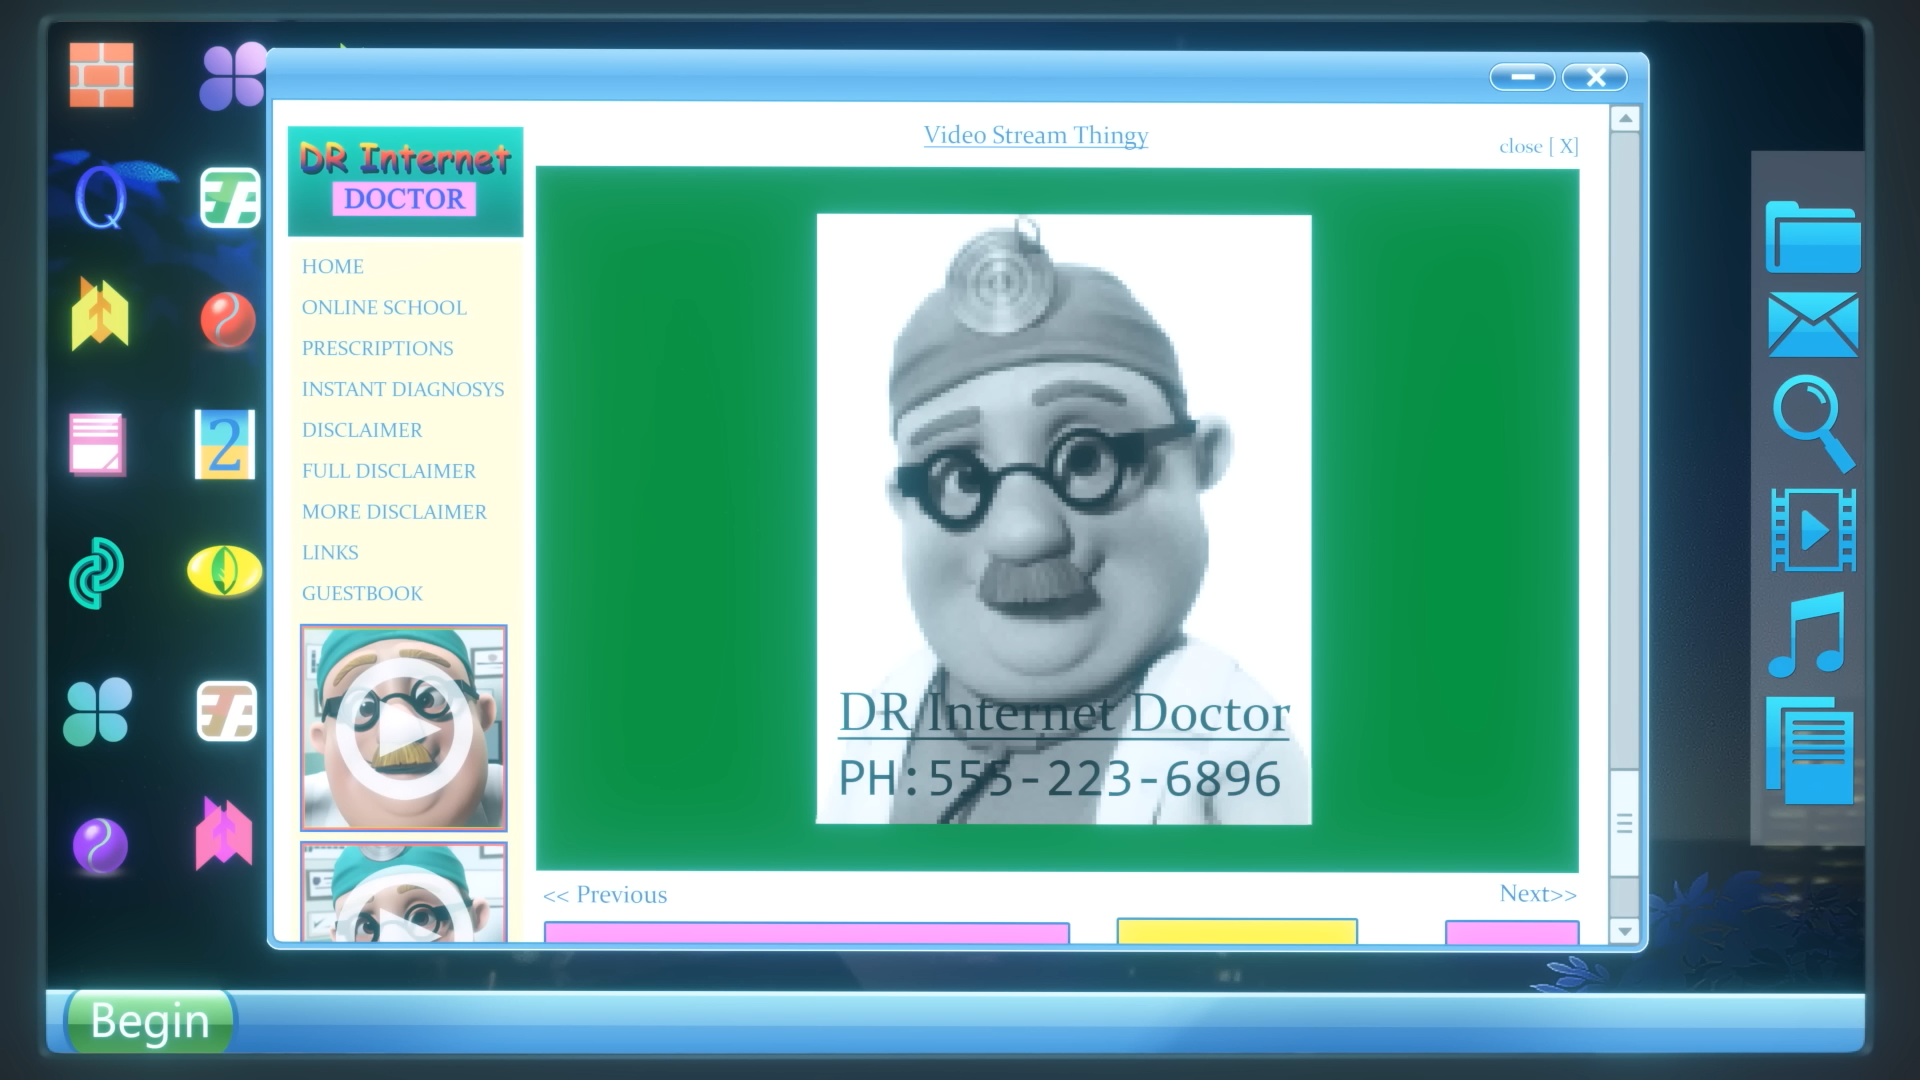 Video Stream Thingy
close [ X]
DR Internet
DOCTOR
HOME
ONLINE SCHOOL
PRESCRIPTIONS
INSTANT DIAGNOSYS
DISCLAIMER
FULL DISCLAIMER
MORE DISCLAIMER
LINKS
GUESTBOOK
DR Internet Doctor
PH:555-223-6896
<< Previous
Next>>
Q
2
Begin